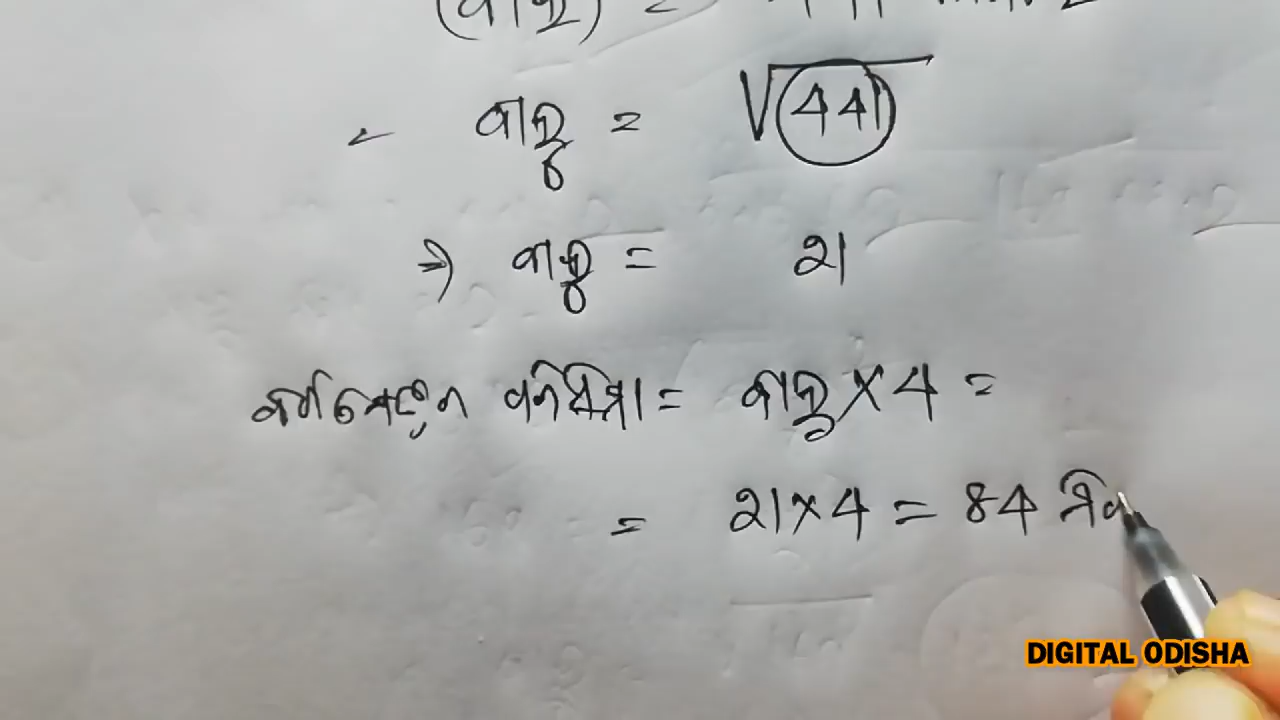 (ବାହୁ) =
ବାହୁ = √441
⇒ ବାହୁ = 21
ବର୍ଗକ୍ଷେତ୍ରର ପରିସୀମା = ବାହୁ × 4 =
= 21 × 4 = 84 ମି
DIGITAL ODISHA